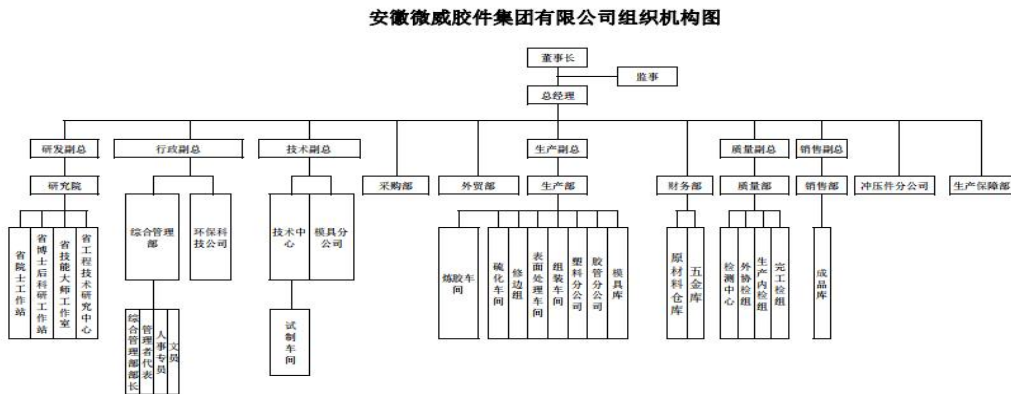 安徽微威胶件集团有限公司组织机构图
董事长
监事
总经理
研发副总
行政副总
技术副总
生产副总
质量副总
销售副总
研究院
采购部
外贸部
生产部
财务部
质量部
销售部
冲压件分公司
生产保障部
综合管理部
环保科技公司
技术中心
模具分公司
省院士工作站
省博士后科研工作站
省技能大师工作室
省工程技术研究中心
炼胶车间
硫化车间
修边组
表面处理车间
组装车间
塑料分公司
胶管分公司
模具库
原材料仓库
五金库
检测中心
外协检组
生产内检组
完工检组
成品库
综合管理部部长
管理者代表
人事专员
文员
试制车间